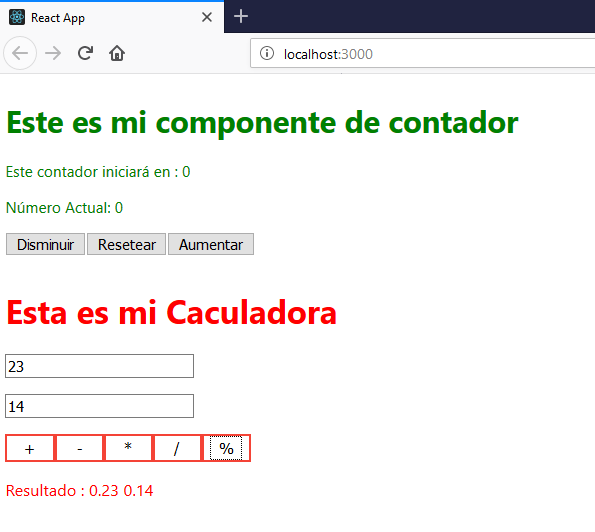 React App
localhost:3000
Este es mi componente de contador
Este contador iniciará en : 0
Número Actual: 0
Disminuir Resetear Aumentar
Esta es mi Caculadora
23
14
+ - * / %
Resultado : 0.23 0.14